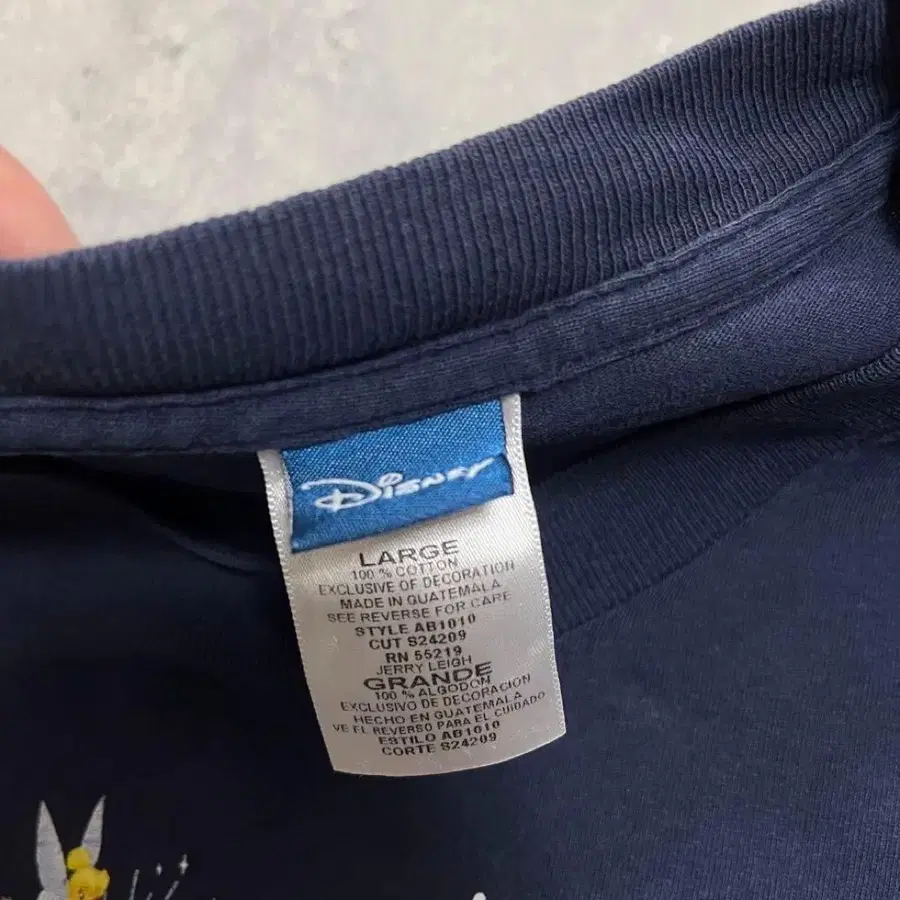 Disney
LARGE
100 % COTTON
EXCLUSIVE OF DECORATION
MADE IN GUATEMALA
SEE REVERSE FOR CARE
STYLE AB1010
CUT S24209
RN 55219
JERRY LEIGH
GRANDE
100 % ALGODON
EXCLUSIVO DE DECORACION
HECHO EN GUATEMALA
VE EL REVERSO PARA EL CUIDADO
ESTILO AB1010
CORTE S24209